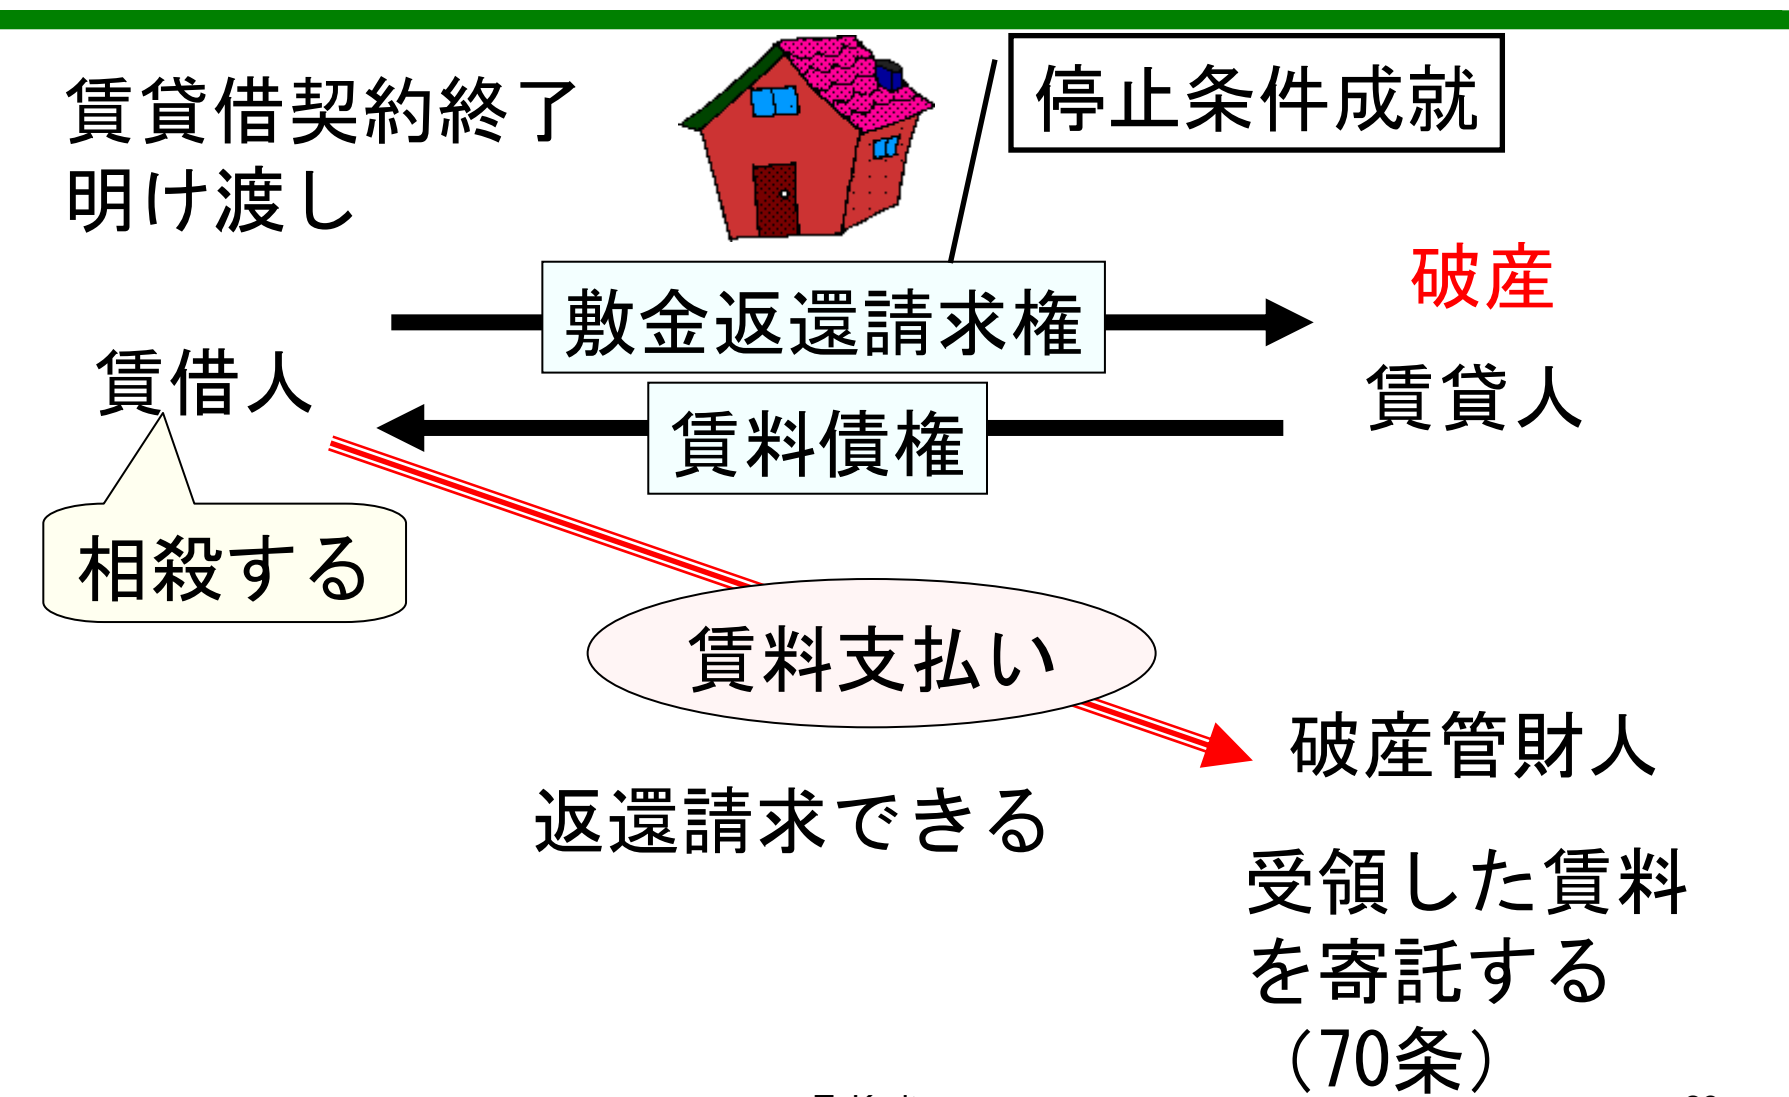 賃貸借契約終了
明け渡し
停止条件成就
敷金返還請求権
破産
賃借人
賃貸人
賃料債権
相殺する
賃料支払い
破産管財人
返還請求できる
受領した賃料
を寄託する
（70条）